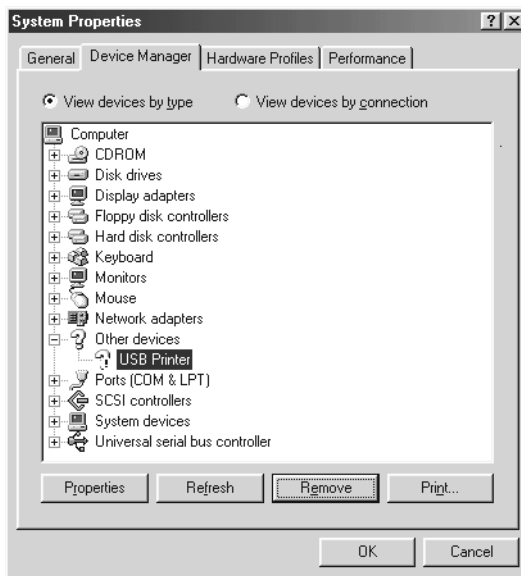 System Properties
General Device Manager Hardware Profiles Performance
View devices by type View devices by connection
Computer
CDROM
Disk drives
Display adapters
Floppy disk controllers
Hard disk controllers
Keyboard
Monitors
Mouse
Network adapters
Other devices
USB Printer
Ports (COM & LPT)
SCSI controllers
System devices
Universal serial bus controller
Properties Refresh Remove Print...
OK Cancel